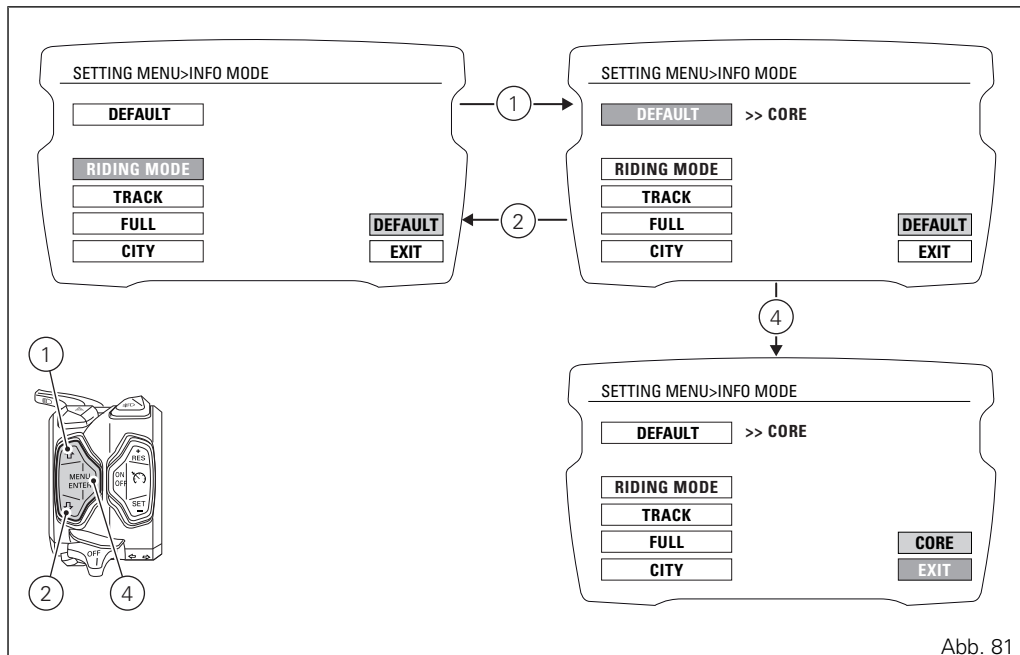 SETTING MENU>INFO MODE
DEFAULT
RIDING MODE
TRACK
FULL
CITY
DEFAULT
EXIT
1
2
SETTING MENU>INFO MODE
DEFAULT >> CORE
RIDING MODE
TRACK
FULL
CITY
DEFAULT
EXIT
4
SETTING MENU>INFO MODE
DEFAULT >> CORE
RIDING MODE
TRACK
FULL
CITY
CORE
EXIT
1
MENU
ENTER
+
RES
ON
OFF
SET
–
OFF
2
4
Abb. 81